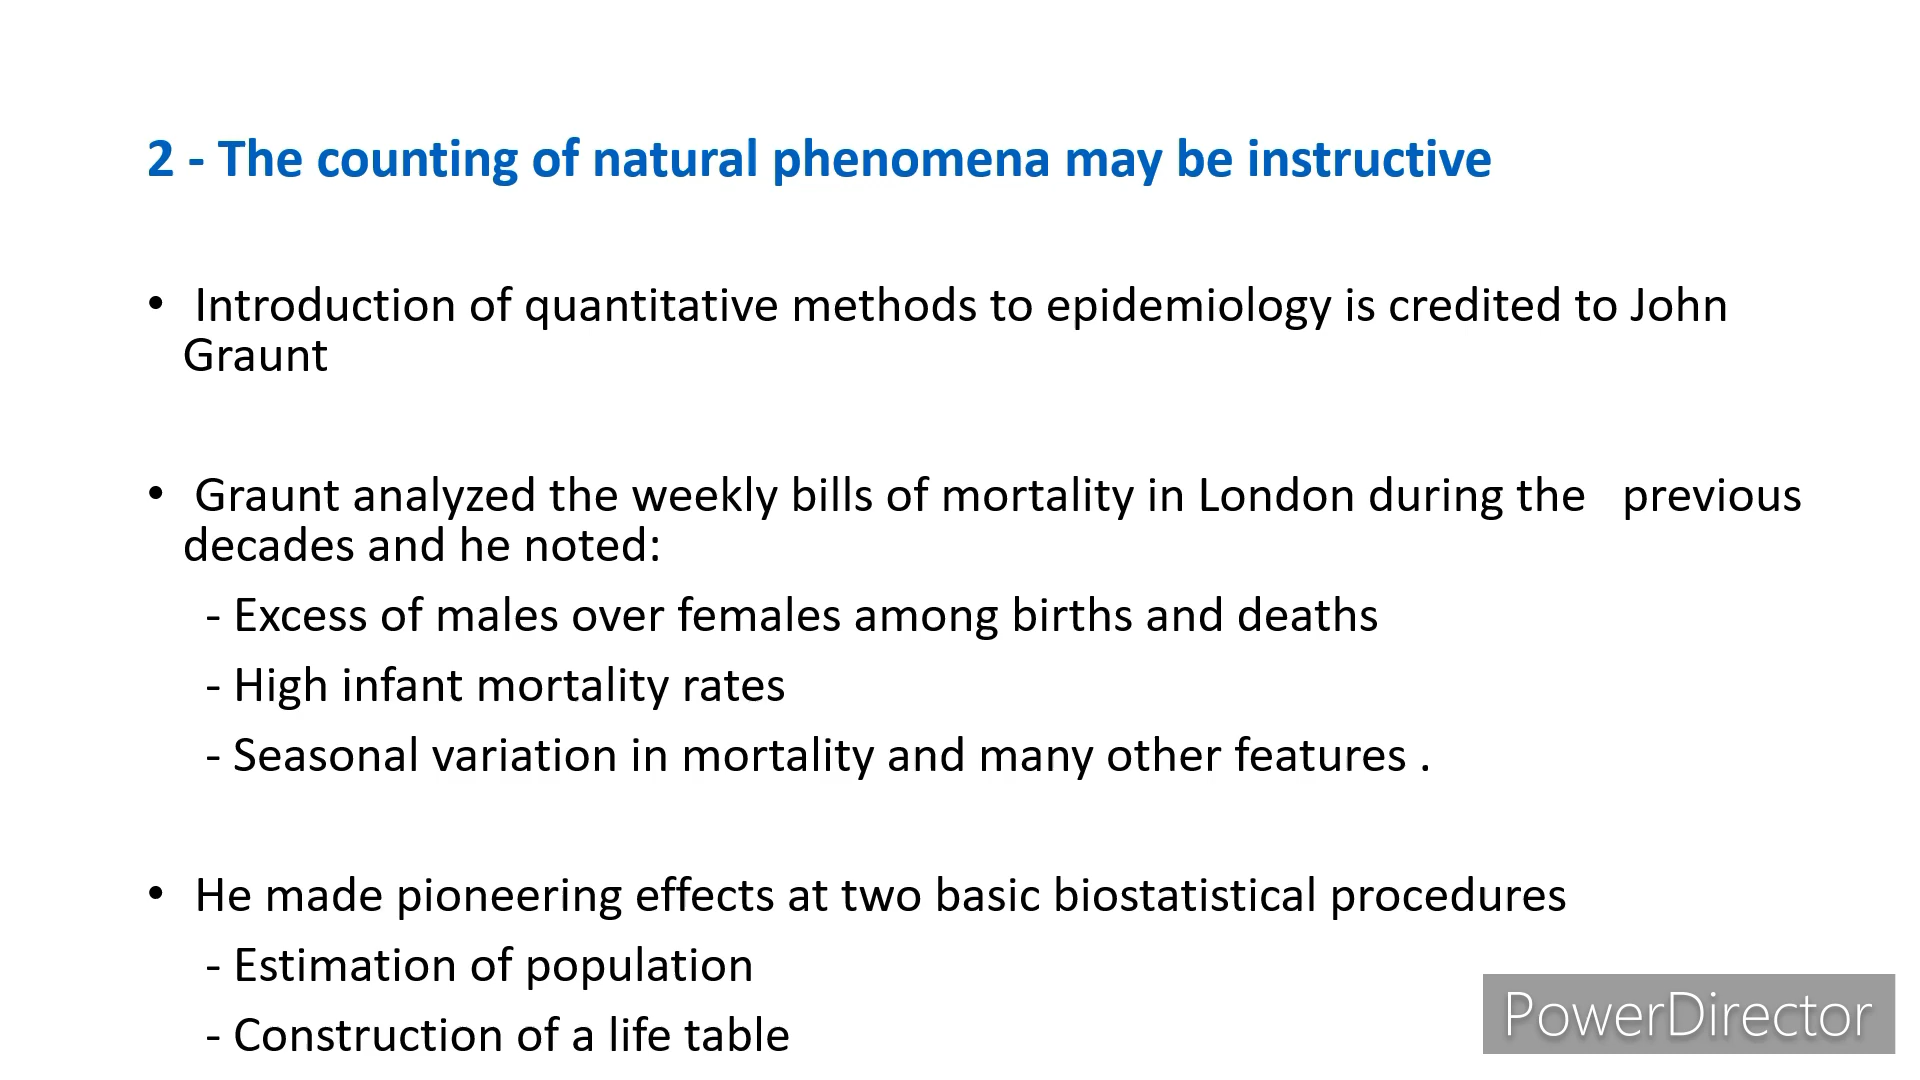 2 - The counting of natural phenomena may be instructive
• Introduction of quantitative methods to epidemiology is credited to John
Graunt
• Graunt analyzed the weekly bills of mortality in London during the previous
decades and he noted:
- Excess of males over females among births and deaths
- High infant mortality rates
- Seasonal variation in mortality and many other features .
• He made pioneering effects at two basic biostatistical procedures
- Estimation of population
- Construction of a life table
PowerDirector